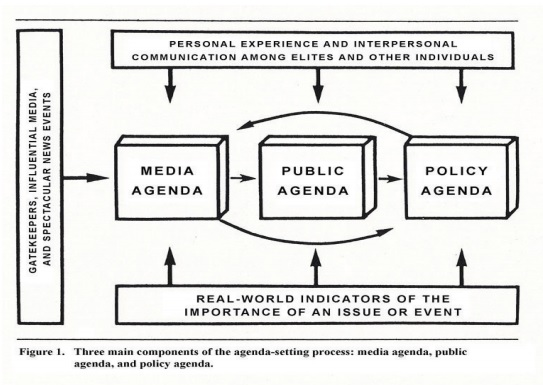 PERSONAL EXPERIENCE AND INTERPERSONAL
COMMUNICATION AMONG ELITES AND OTHER INDIVIDUALS
GATEKEEPERS, INFLUENTIAL MEDIA,
AND SPECTACULAR NEWS EVENTS
MEDIA
AGENDA
PUBLIC
AGENDA
POLICY
AGENDA
REAL-WORLD INDICATORS OF THE
IMPORTANCE OF AN ISSUE OR EVENT
Figure 1. Three main components of the agenda-setting process: media agenda, public
agenda, and policy agenda.